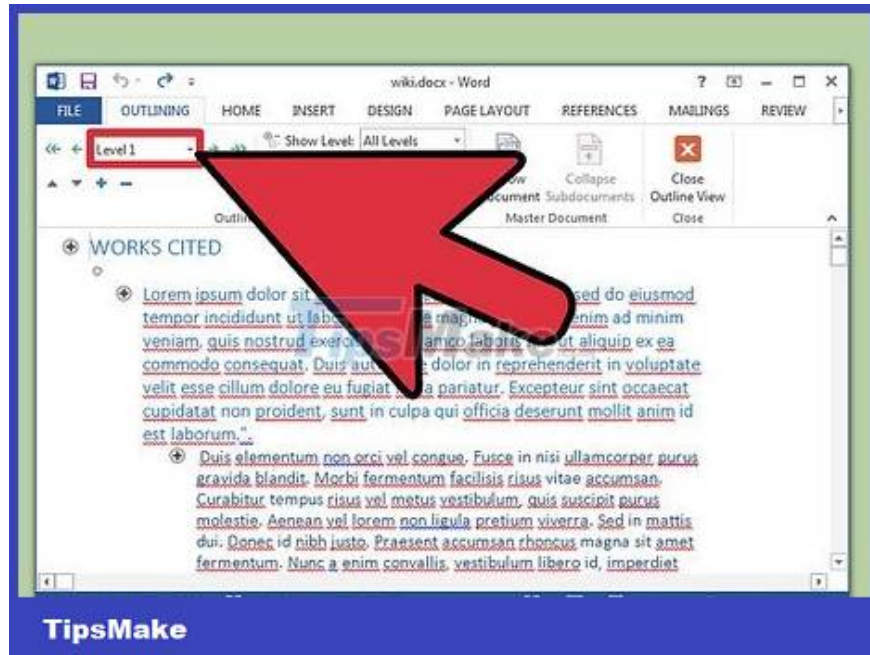 wiki.docx - Word
FILE OUTLINING HOME INSERT DESIGN PAGE LAYOUT REFERENCES MAILINGS REVIEW
Level 1 Show Level: All Levels
Collapse Close
Document Subdocuments Outline View
Master Document Close
WORKS CITED
Lorem ipsum dolor sit sed do eiusmod
tempor incididunt ut enim ad minim
veniam, quis nostrud laboris ut aliquip ex ea
commodo consequat. Duis dolor in reprehenderit in voluptate
velit esse cillum dolore eu fugiat pariatur. Excepteur sint occaecat
cupidatat non proident, sunt in culpa qui officia deserunt mollit anim id
est laborum.".
Duis elementum non orci vel congue. Fusce in nisi ullamcorper purus
gravida blandit. Morbi fermentum facilisis risus vitae accumsan.
Curabitur tempus risus vel metus vestibulum, quis suscipit purus
molestie. Aenean vel lorem non ligula pretium viverra. Sed in mattis
dui. Donec id nibh justo. Praesent accumsan rhoncus magna sit amet
fermentum. Nunc a enim convallis, vestibulum libero id, imperdiet
TipsMake
TipsMake